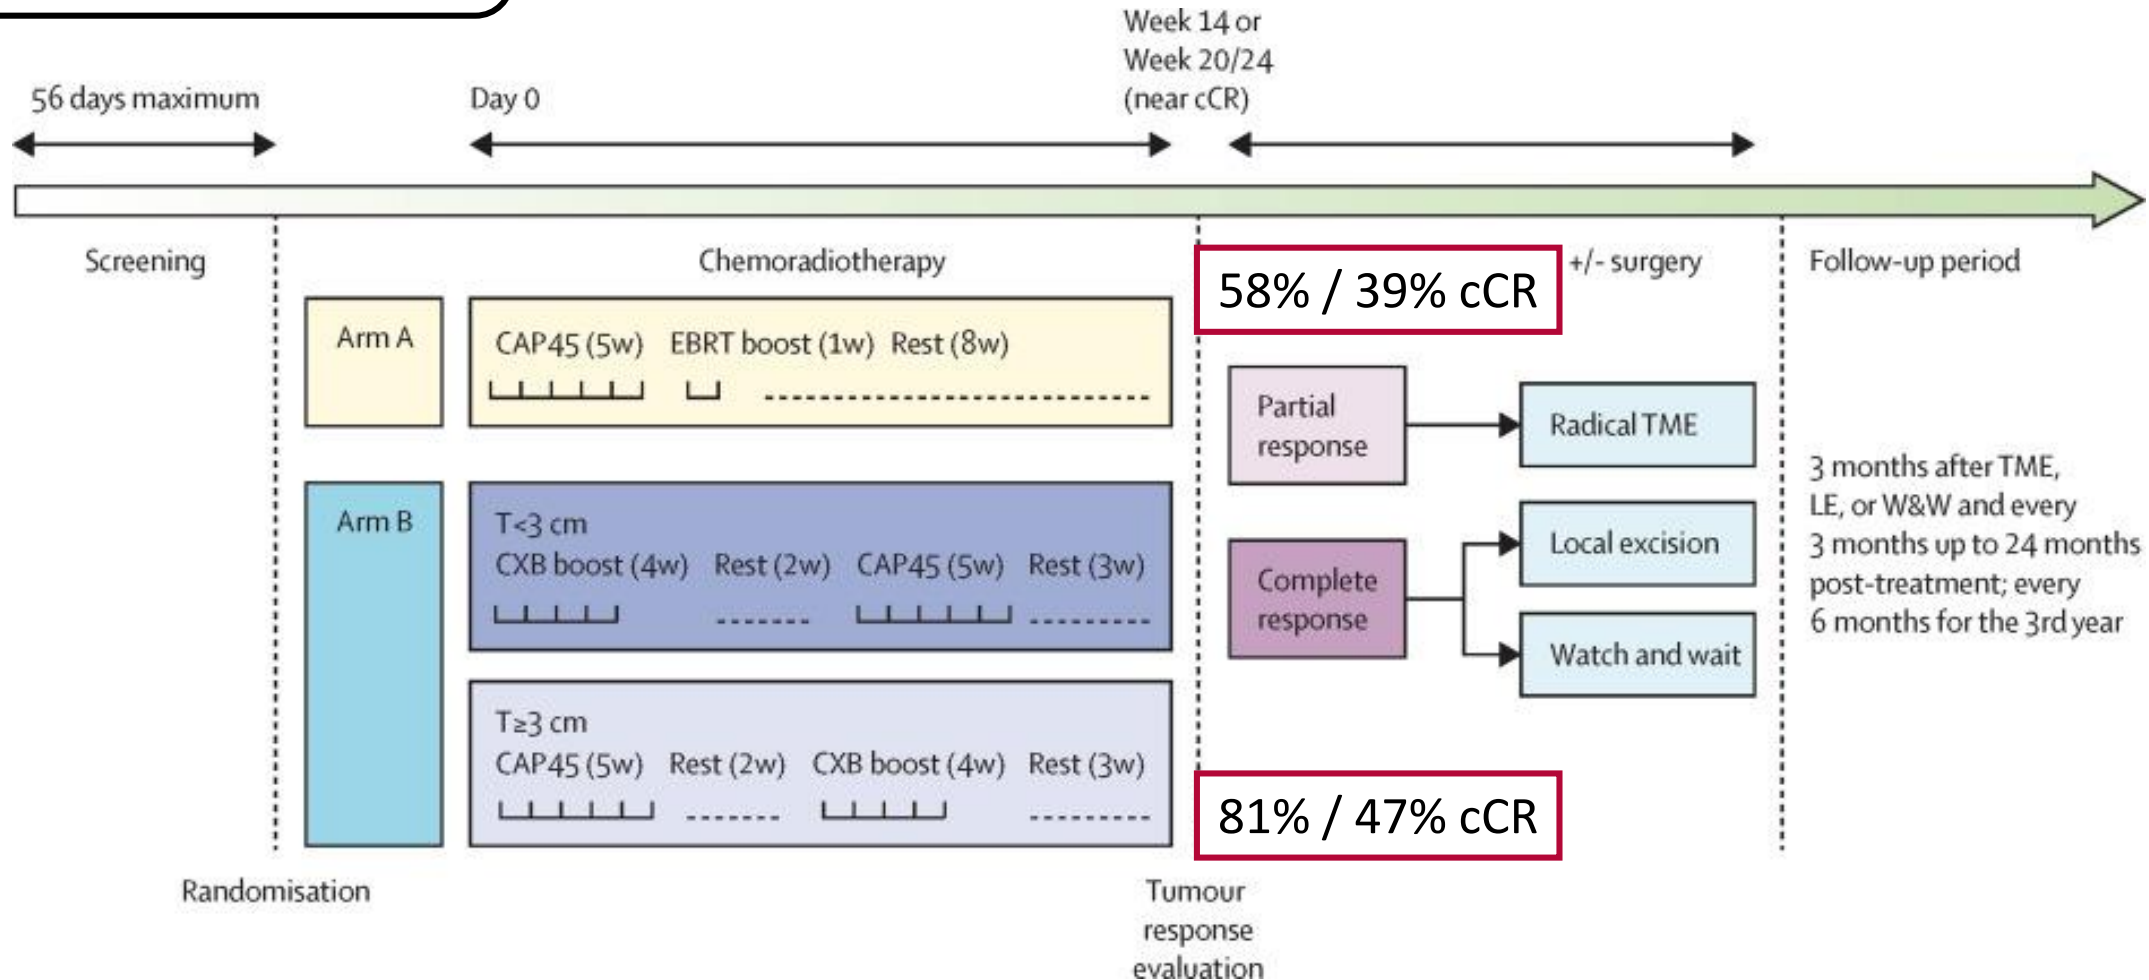 Week 14 or
Week 20/24
(near cCR)
56 days maximum
Day 0
Screening
Chemoradiotherapy
58% / 39% cCR
+/- surgery
Follow-up period
Arm A
CAP45 (5w) EBRT boost (1w) Rest (8w)
Partial
response
Radical TME
Arm B
T<3 cm
CXB boost (4w) Rest (2w) CAP45 (5w) Rest (3w)
Complete
response
Local excision
Watch and wait
3 months after TME,
LE, or W&W and every
3 months up to 24 months
post-treatment; every
6 months for the 3rd year
T≥3 cm
CAP45 (5w) Rest (2w) CXB boost (4w) Rest (3w)
81% / 47% cCR
Randomisation
Tumour
response
evaluation